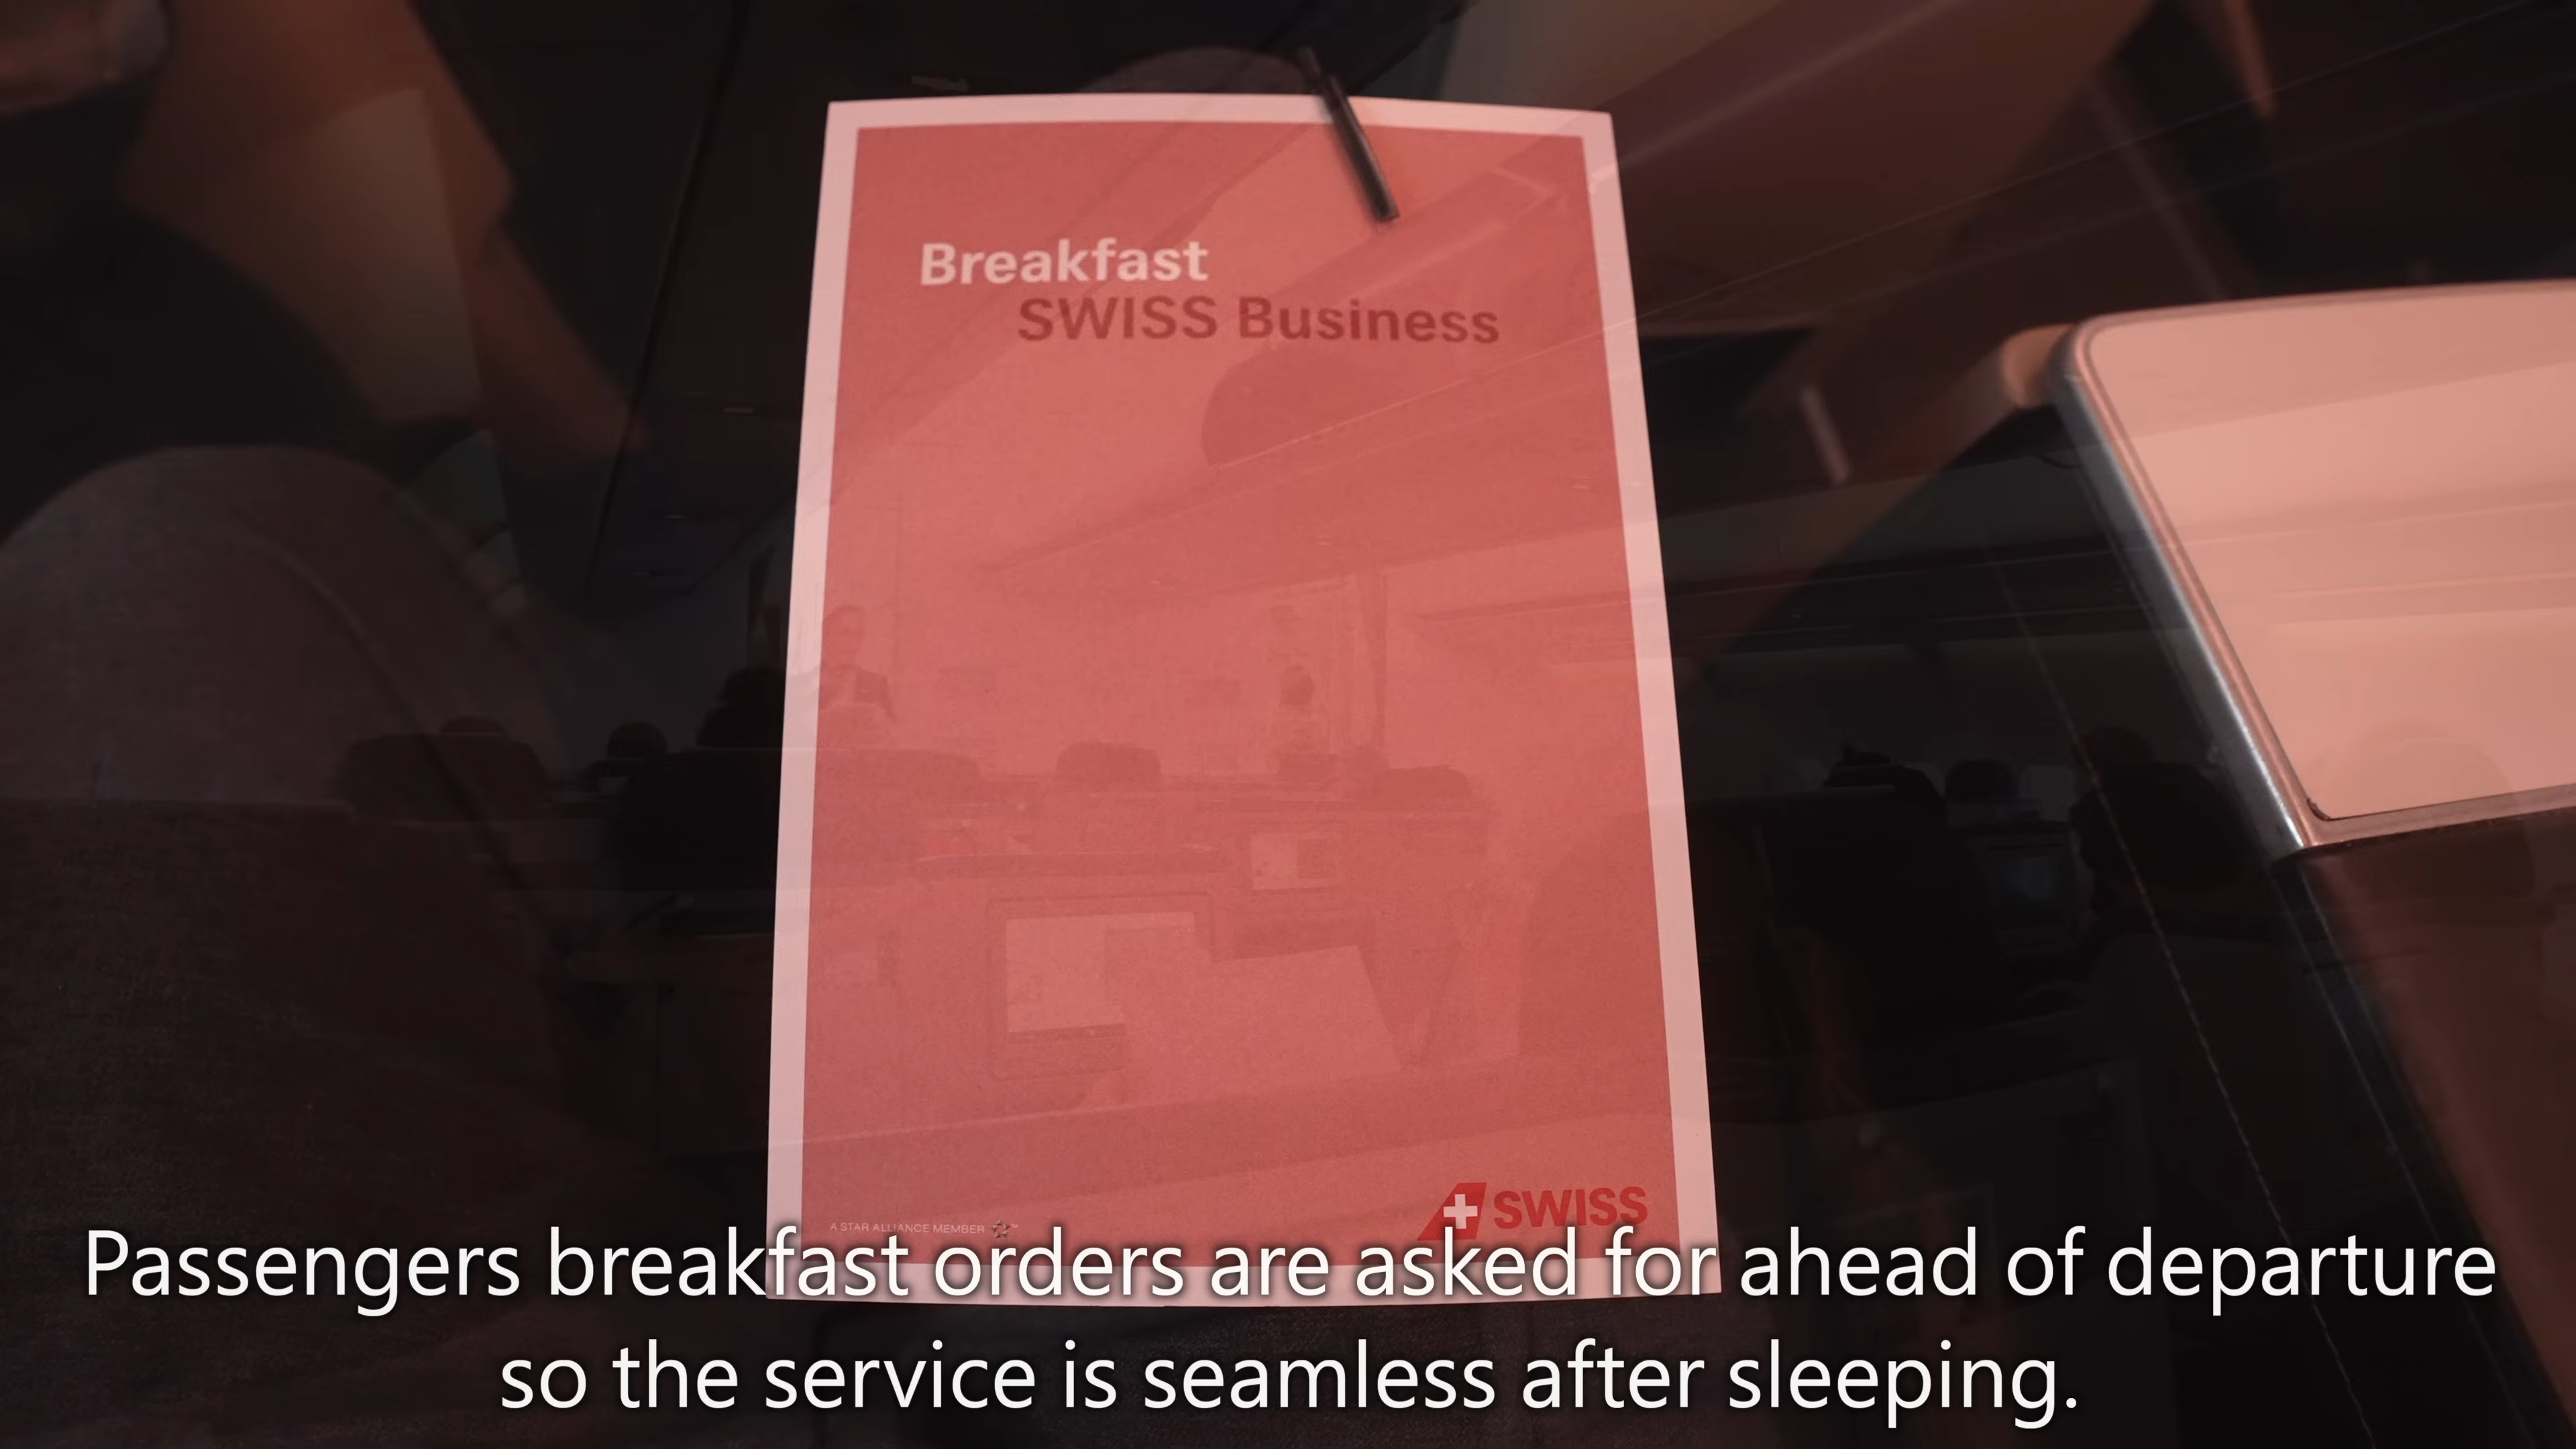 Breakfast
SWISS Business
A STAR ALLIANCE MEMBER
SWISS
Passengers breakfast orders are asked for ahead of departure
so the service is seamless after sleeping.